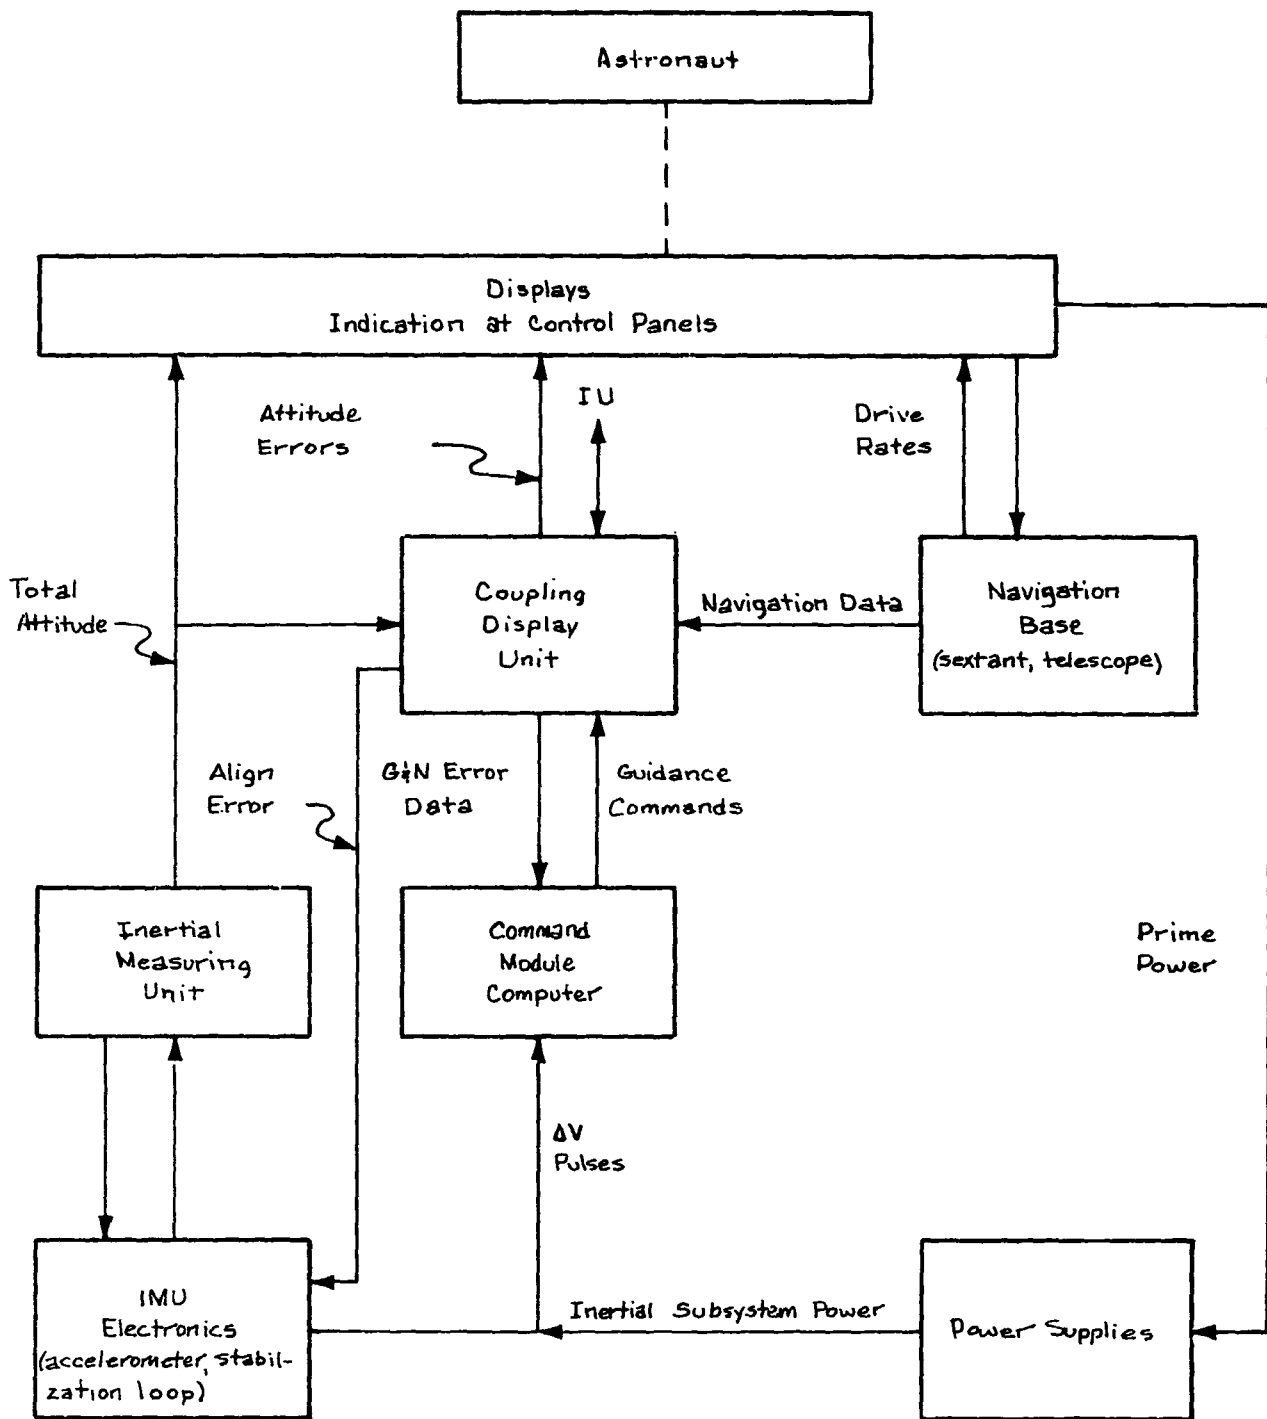 Astronaut
Displays
Indication at Control Panels
Attitude
Errors
IU
Drive
Rates
Total
Attitude
Coupling
Display
Unit
Navigation Data
Navigation
Base
(sextant, telescope)
Align
Error
G&N Error
Data
Guidance
Commands
Inertial
Measuring
Unit
Command
Module
Computer
Prime
Power
ΔV
Pulses
IMU
Electronics
(accelerometer, stabil-
zation loop)
Inertial Subsystem Power
Power Supplies